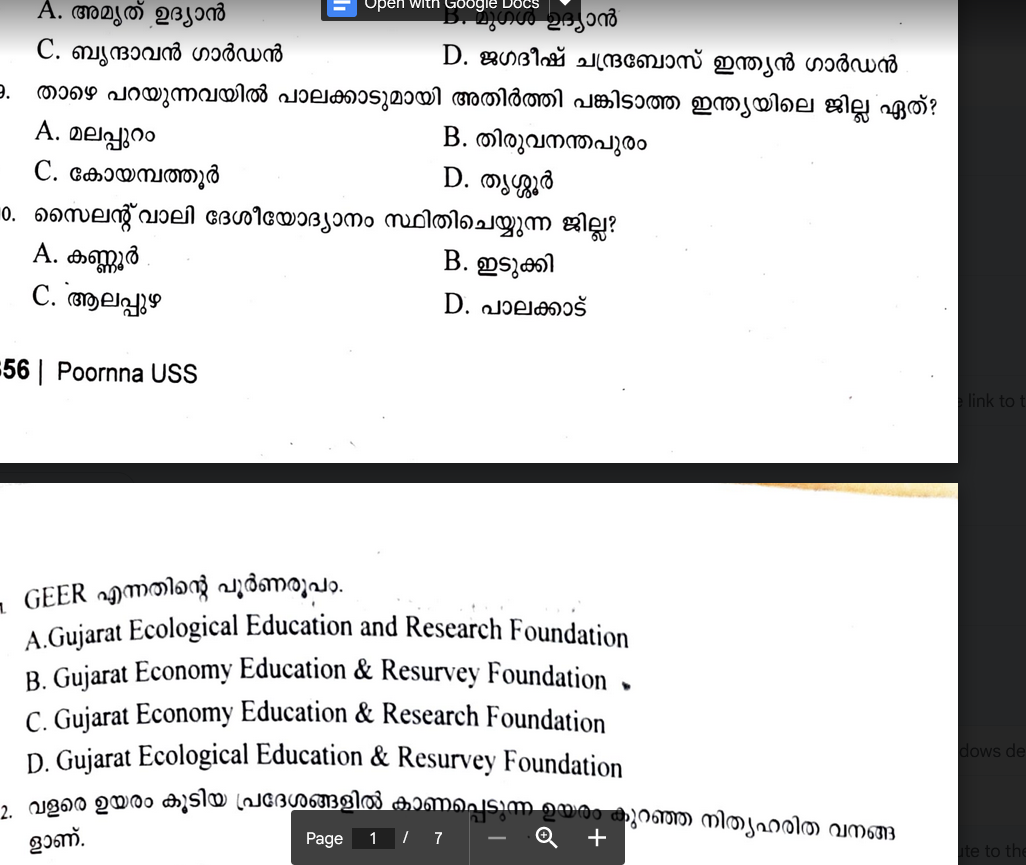 Open with Google Docs
A. അമൃത് ഉദ്യാൻ B. മുഗൾ ഉദ്യാൻ
C. ബൃന്ദാവൻ ഗാർഡൻ D. ജഗദീഷ് ചന്ദ്രബോസ് ഇന്ത്യൻ ഗാർഡൻ
9. താഴെ പറയുന്നവയിൽ പാലക്കാടുമായി അതിർത്തി പങ്കിടാത്ത ഇന്ത്യയിലെ ജില്ല ഏത്?
A. മലപ്പുറം B. തിരുവനന്തപുരം
C. കോയമ്പത്തൂർ D. തൃശ്ശൂർ
0. സൈലന്റ് വാലി ദേശീയോദ്യാനം സ്ഥിതിചെയ്യുന്ന ജില്ല?
A. കണ്ണൂർ B. ഇടുക്കി
C. ആലപ്പുഴ D. പാലക്കാട്
56 | Poornna USS
link to t
1. GEER എന്നതിന്റെ പൂർണരൂപം.
A.Gujarat Ecological Education and Research Foundation
B. Gujarat Economy Education & Resurvey Foundation
C. Gujarat Economy Education & Research Foundation
D. Gujarat Ecological Education & Resurvey Foundation
dows de
2. വളരെ ഉയരം കൂടിയ പ്രദേശങ്ങളിൽ കാണപ്പെടുന്ന ഉയരം കുറഞ്ഞ നിത്യഹരിത വനങ്ങ
ളാണ്.
Page 1 / 7
ute to the